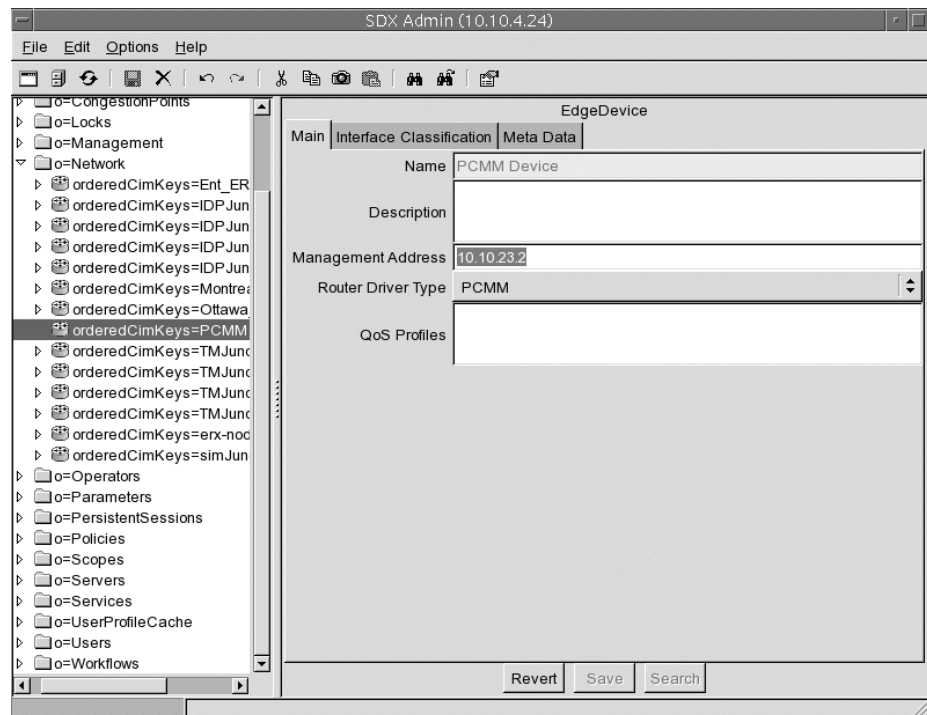 SDX Admin (10.10.4.24)
File Edit Options Help
o=CongestionPoints
o=Locks
o=Management
o=Network
orderedCimKeys=Ent_ER
orderedCimKeys=IDPJun
orderedCimKeys=IDPJun
orderedCimKeys=IDPJun
orderedCimKeys=IDPJun
orderedCimKeys=Montrea
orderedCimKeys=Ottawa_
orderedCimKeys=PCMM
orderedCimKeys=TMJunc
orderedCimKeys=TMJunc
orderedCimKeys=TMJunc
orderedCimKeys=TMJunc
orderedCimKeys=erx-nod
orderedCimKeys=simJun
o=Operators
o=Parameters
o=PersistentSessions
o=Policies
o=Scopes
o=Servers
o=Services
o=UserProfileCache
o=Users
o=Workflows
EdgeDevice
Main Interface Classification Meta Data
Name PCMM Device
Description
Management Address 10.10.23.2
Router Driver Type PCMM
QoS Profiles
Revert Save Search